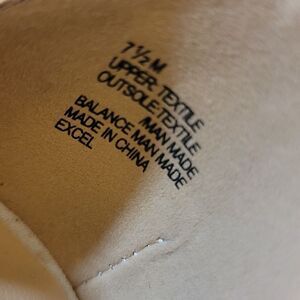 7 ½ M
UPPER: TEXTILE
OUTSOLE: TEXTILE
MAN MADE
BALANCE MAN MADE
MADE IN CHINA
EXCEL